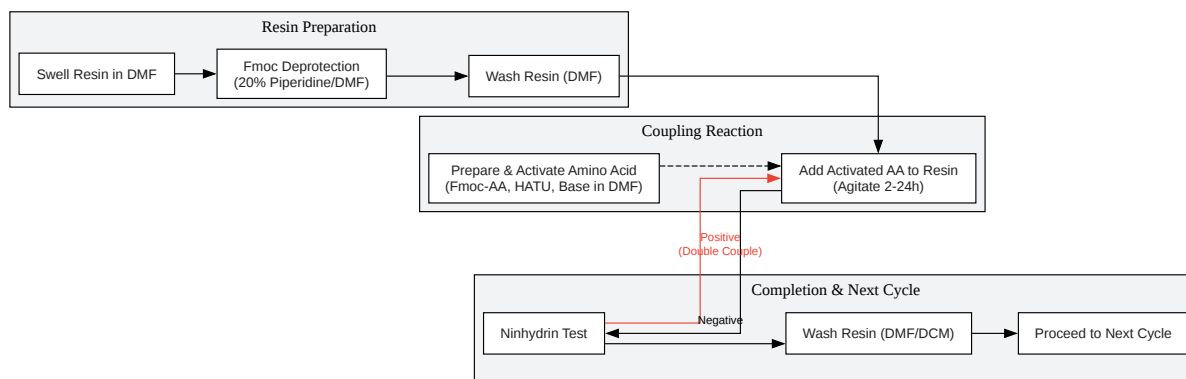 Resin Preparation
Swell Resin in DMF
Fmoc Deprotection
(20% Piperidine/DMF)
Wash Resin (DMF)
Coupling Reaction
Prepare & Activate Amino Acid
(Fmoc-AA, HATU, Base in DMF)
Add Activated AA to Resin
(Agitate 2-24h)
Positive
(Double Couple)
Completion & Next Cycle
Negative
Ninhydrin Test
Wash Resin (DMF/DCM)
Proceed to Next Cycle